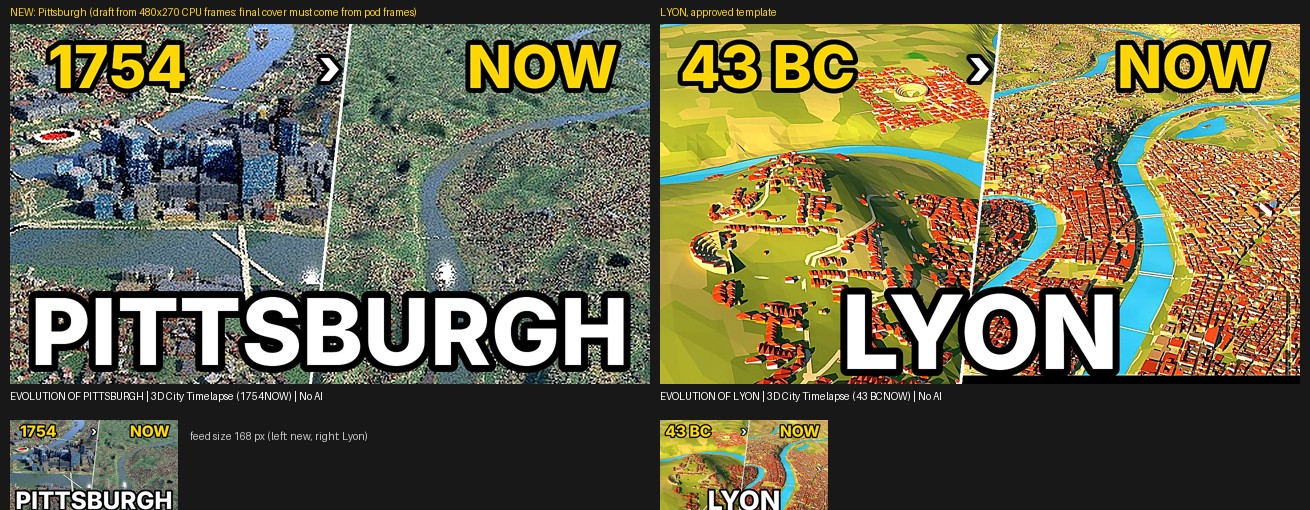 NEW: Pittsburgh (draft from 480x270 CPU frames: final cover must come from pod frames)
LYON, approved template
1754 › NOW
43 BC › NOW
PITTSBURGH
LYON
EVOLUTION OF PITTSBURGH | 3D City Timelapse (1754NOW) | No AI
EVOLUTION OF LYON | 3D City Timelapse (43 BCNOW) | No AI
1754 › NOW
feed size 168 px (left: new, right: Lyon)
43 BC › NOW
PITTSBURGH
LYON